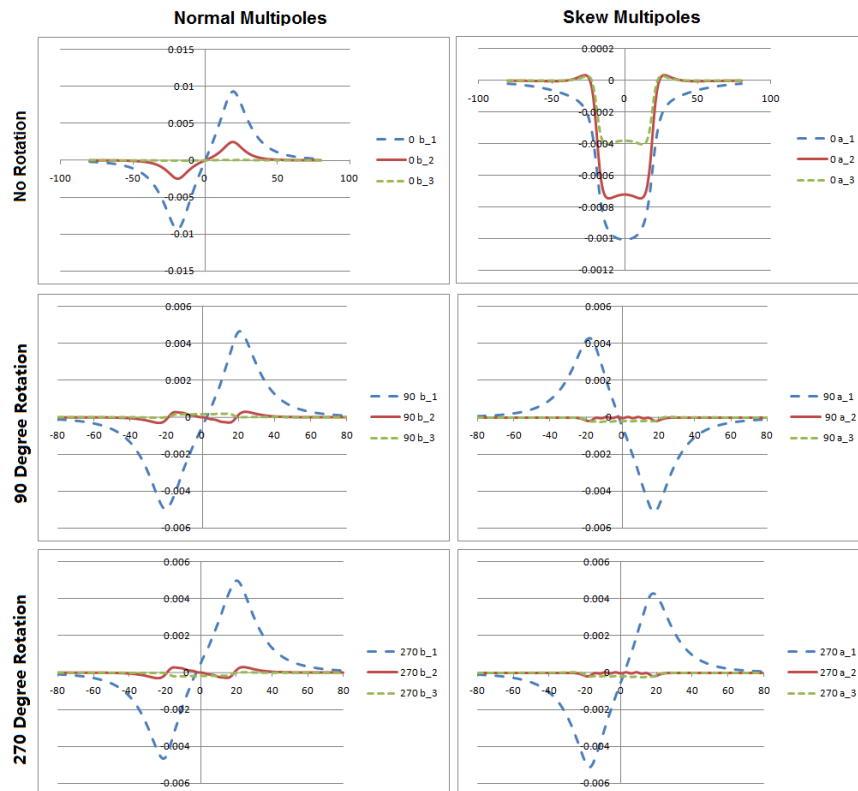 Normal Multipoles
Skew Multipoles
No Rotation
0.015
0.01
0.005
0
-0.005
-0.01
-0.015
-100 -50 0 50 100
0 b_1
0 b_2
0 b_3
0.0002
0
-0.0002
-0.0004
-0.0006
-0.0008
-0.001
-0.0012
-100 -50 0 50 100
0 a_1
0 a_2
0 a_3
90 Degree Rotation
0.006
0.004
0.002
0
-0.002
-0.004
-0.006
-80 -60 -40 -20 0 20 40 60 80
90 b_1
90 b_2
90 b_3
0.006
0.004
0.002
0
-0.002
-0.004
-0.006
-80 -60 -40 -20 0 20 40 60 80
90 a_1
90 a_2
90 a_3
270 Degree Rotation
0.006
0.004
0.002
0
-0.002
-0.004
-0.006
-80 -60 -40 -20 0 20 40 60 80
270 b_1
270 b_2
270 b_3
0.006
0.004
0.002
0
-0.002
-0.004
-0.006
-80 -60 -40 -20 0 20 40 60 80
270 a_1
270 a_2
270 a_3